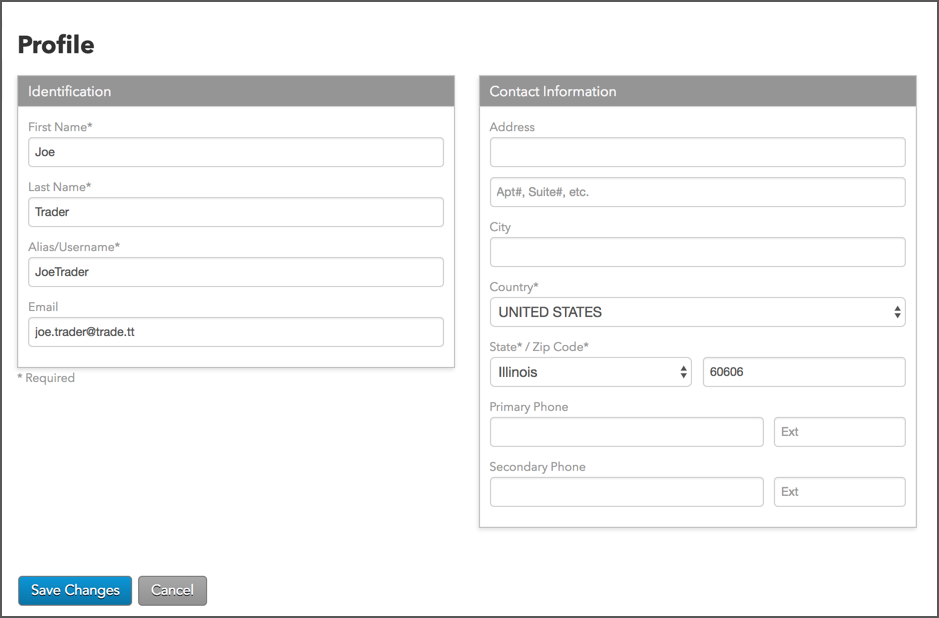 Profile
Identification
First Name*
Joe
Last Name*
Trader
Alias/Username*
JoeTrader
Email
joe.trader@trade.tt
* Required
Contact Information
Address
Apt#, Suite#, etc.
City
Country*
UNITED STATES
State* / Zip Code*
Illinois 60606
Primary Phone
Ext
Secondary Phone
Ext
Save Changes Cancel